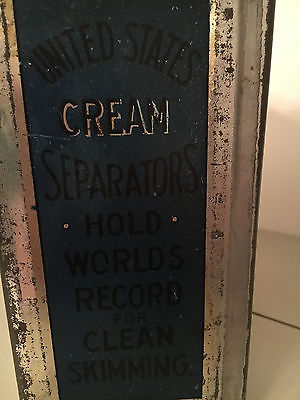 UNITED STATES
CREAM
SEPARATORS
· HOLD ·
WORLD'S
RECORD
FOR
CLEAN
SKIMMING